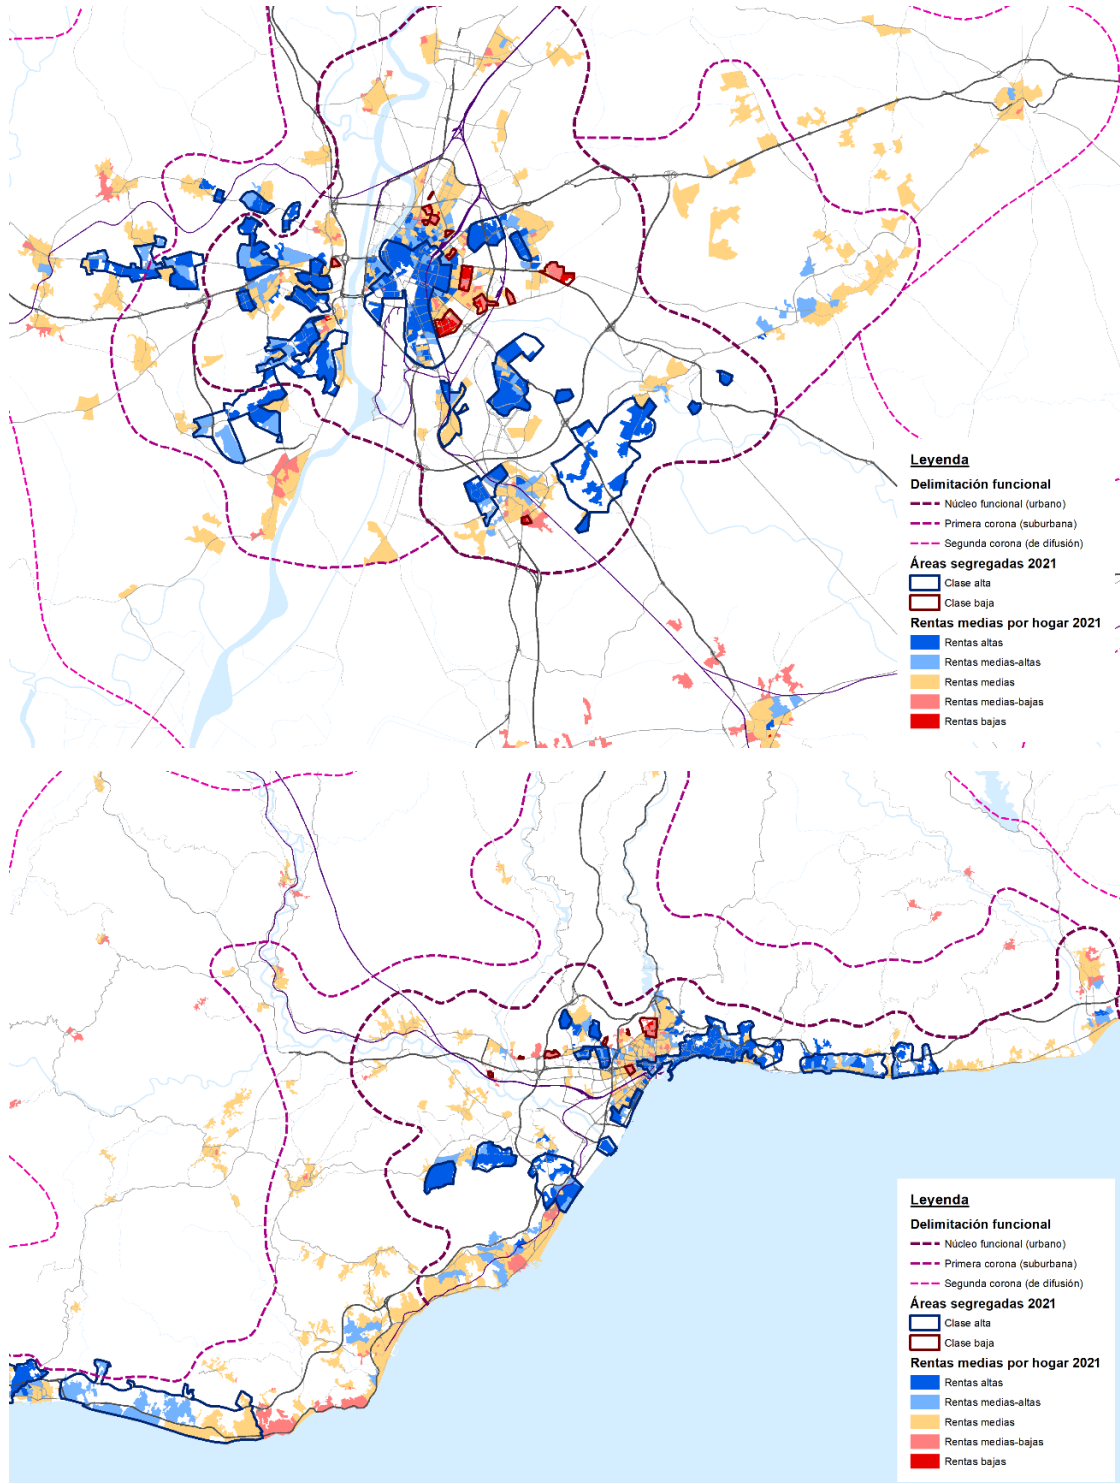 Leyenda
Delimitación funcional
Núcleo funcional (urbano)
Primera corona (suburbana)
Segunda corona (de difusión)
Áreas segregadas 2021
Clase alta
Clase baja
Rentas medias por hogar 2021
Rentas altas
Rentas medias-altas
Rentas medias
Rentas medias-bajas
Rentas bajas
Leyenda
Delimitación funcional
Núcleo funcional (urbano)
Primera corona (suburbana)
Segunda corona (de difusión)
Áreas segregadas 2021
Clase alta
Clase baja
Rentas medias por hogar 2021
Rentas altas
Rentas medias-altas
Rentas medias
Rentas medias-bajas
Rentas bajas